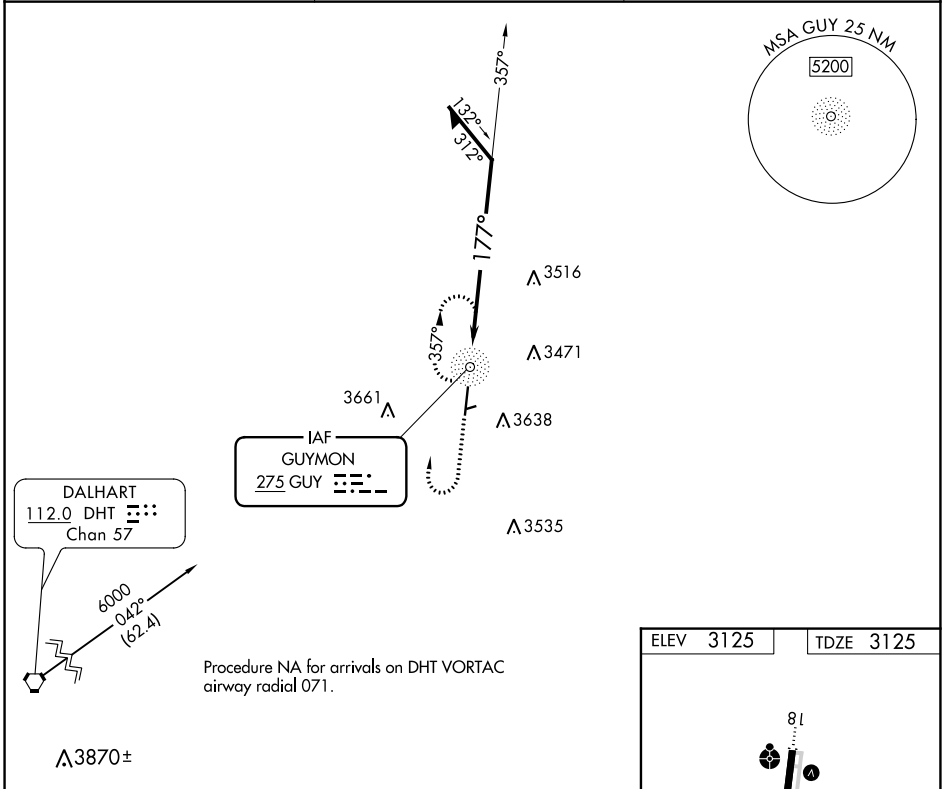 MSA GUY 25 NM
5200
357°
132°
312°
177°
3516
357°
3471
3661
3638
IAF
GUYMON
275 GUY
3535
DALHART
112.0 DHT
Chan 57
6000
042°
(62.4)
Procedure NA for arrivals on DHT VORTAC
airway radial 071.
3870±
ELEV 3125
TDZE 3125
18